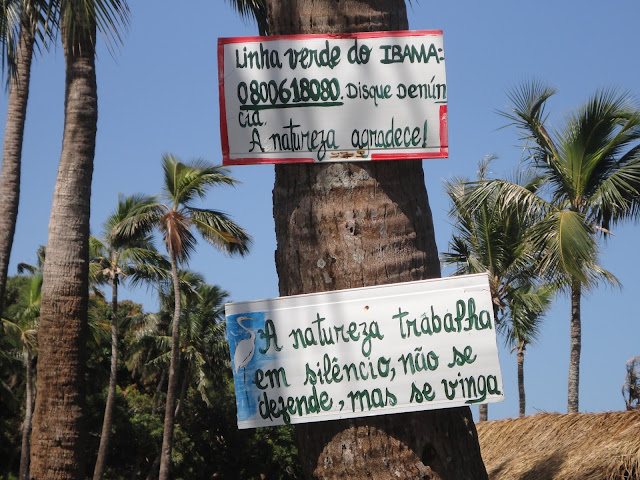 Linha verde do IBAMA:
0800618080. Disque Denún
cia.
A natureza agradece!
A natureza trabalha
em silêncio, não se
defende, mas se vinga